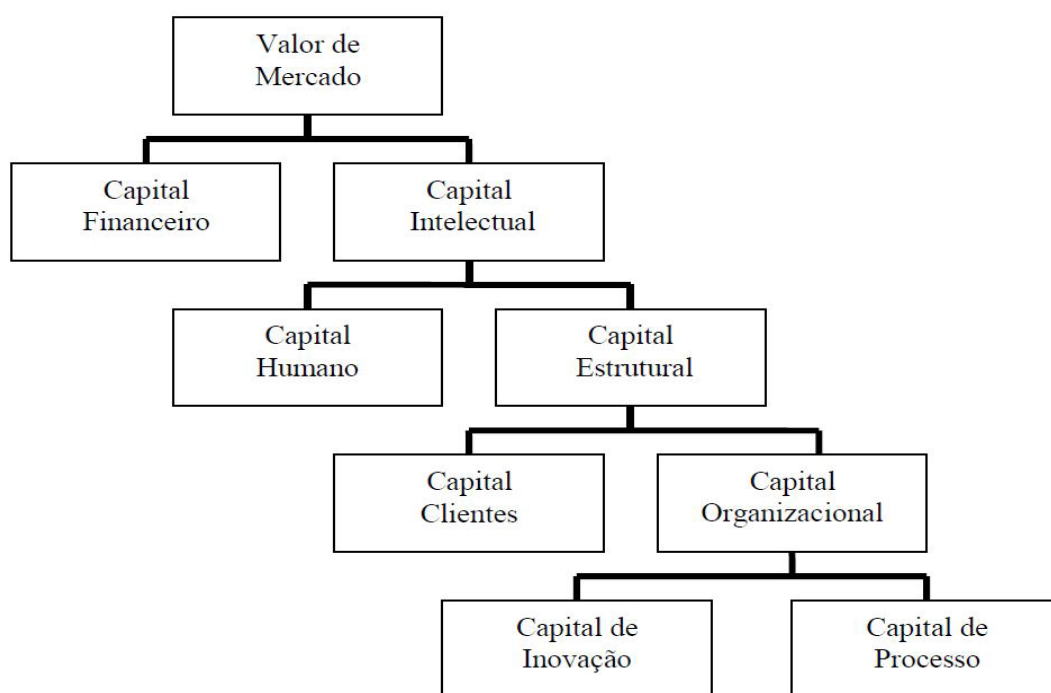 Valor de
Mercado
Capital
Financeiro
Capital
Intelectual
Capital
Humano
Capital
Estrutural
Capital
Clientes
Capital
Organizacional
Capital de
Inovação
Capital de
Processo